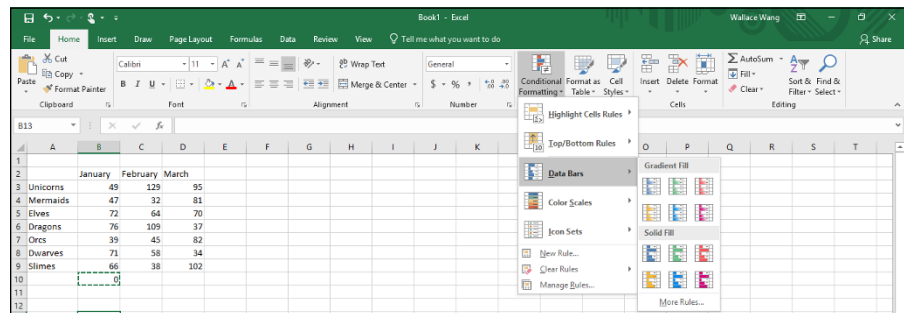 Book1 - Excel Wallace Wang
File Home Insert Draw Page Layout Formulas Data Review View Tell me what you want to do Share
Cut
Copy
Format Painter
Paste
Calibri 11 A A
B I U A
Wrap Text
Merge & Center
General
$ % ,
Conditional Formatting
Format as Table
Cell Styles
Insert Delete Format
AutoSum
Fill
Clear
Sort & Filter
Find & Select
Clipboard Font Alignment Number Cells Editing
B13 fx
A B C D E F G H I J K O P Q R S T
1
2 January February March
3 Unicorns 49 129 95
4 Mermaids 47 32 81
5 Elves 72 64 70
6 Dragons 76 109 37
7 Orcs 39 45 82
8 Dwarves 71 58 34
9 Slimes 66 38 102
10 0
11
12
Highlight Cells Rules
Top/Bottom Rules
Data Bars
Color Scales
Icon Sets
New Rule...
Clear Rules
Manage Rules...
Gradient Fill
Solid Fill
More Rules...